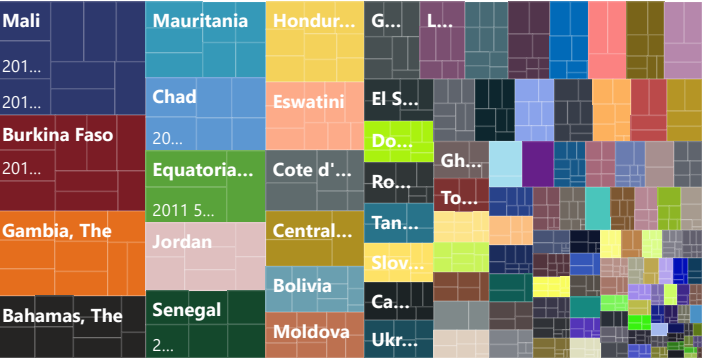 Mali
201...
201...
Burkina Faso
201...
Gambia, The
Bahamas, The
Mauritania
Chad
20...
Equatoria...
2011 5...
Jordan
Senegal
2...
Hondur...
Eswatini
Cote d'...
Central...
Bolivia
Moldova
G...
El S...
Do...
Ro...
Tan...
Slov...
Ca...
Ukr...
L...
Gh...
To...